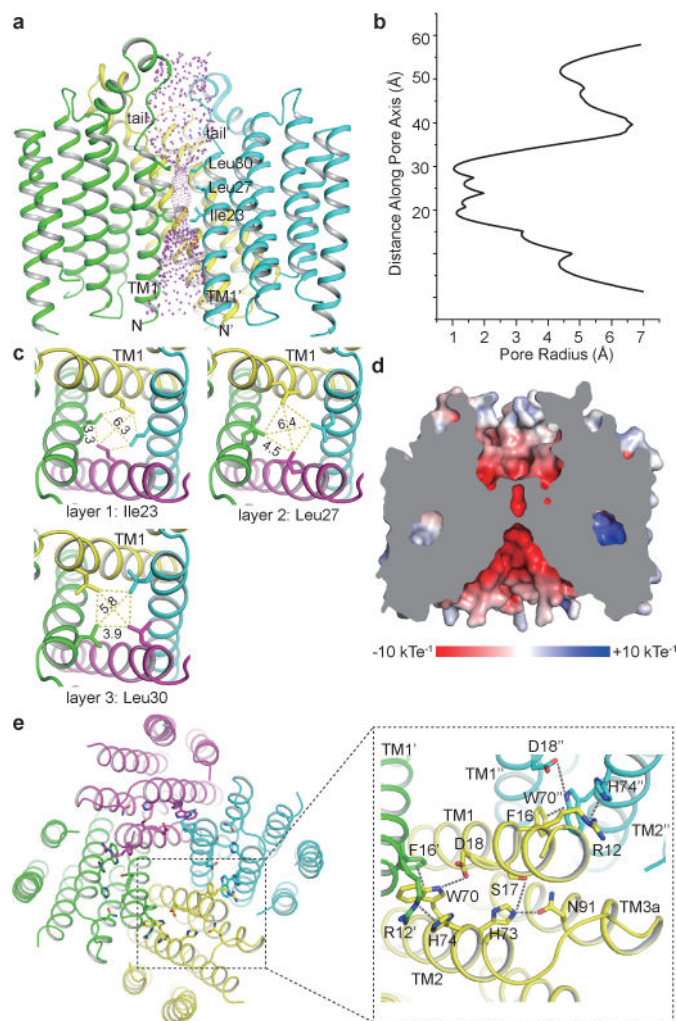 a
tail
tail'
Leu30
Leu27
Ile23
TM1
TM1'
N
N'
b
Distance Along Pore Axis (Å)
60
50
40
30
20
1 2 3 4 5 6 7
Pore Radius (Å)
c
TM1
6.3
3.3
layer 1: Ile23
TM1
6.4
4.5
layer 2: Leu27
TM1
5.8
3.9
layer 3: Leu30
d
-10 kTe⁻¹
+10 kTe⁻¹
e
TM1'
D18''
TM1''
H74''
TM1
F16
W70''
F16'
D18
R12
TM2''
S17
W70
N91
TM3a
R12'
H74
H73
TM2